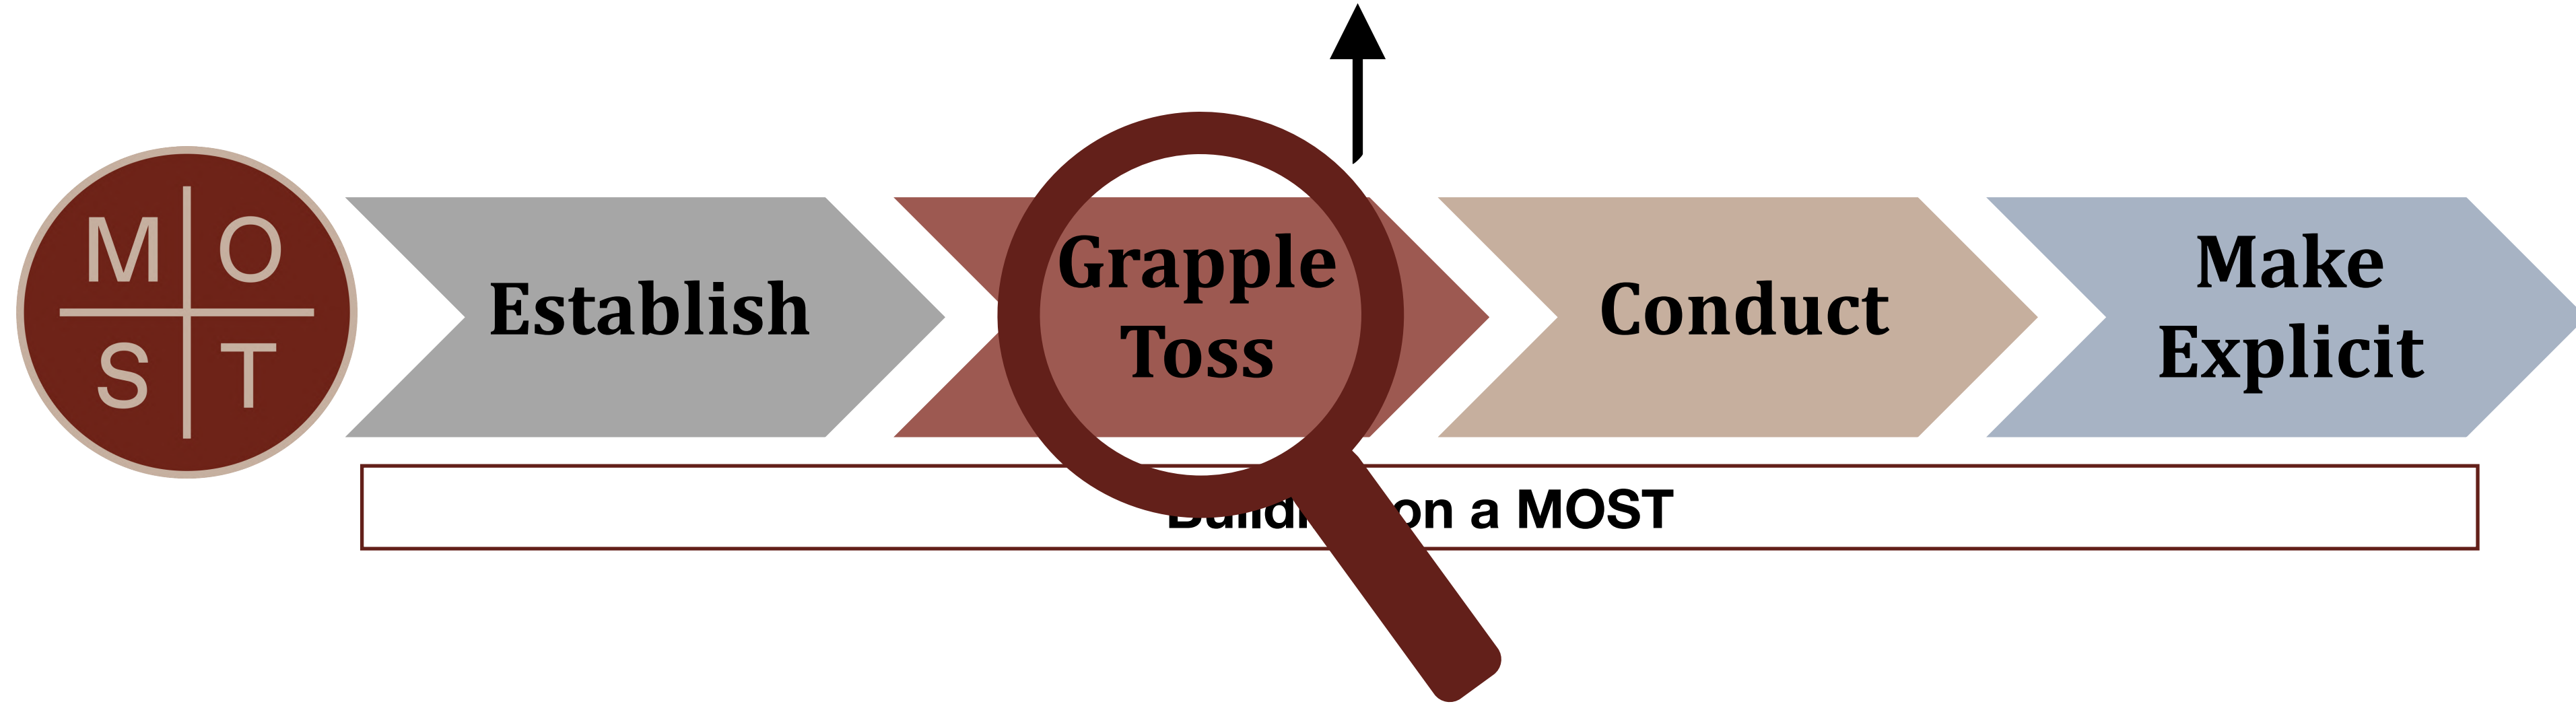 M O
S T
Establish
Grapple
Toss
Conduct
Make
Explicit
on a MOST